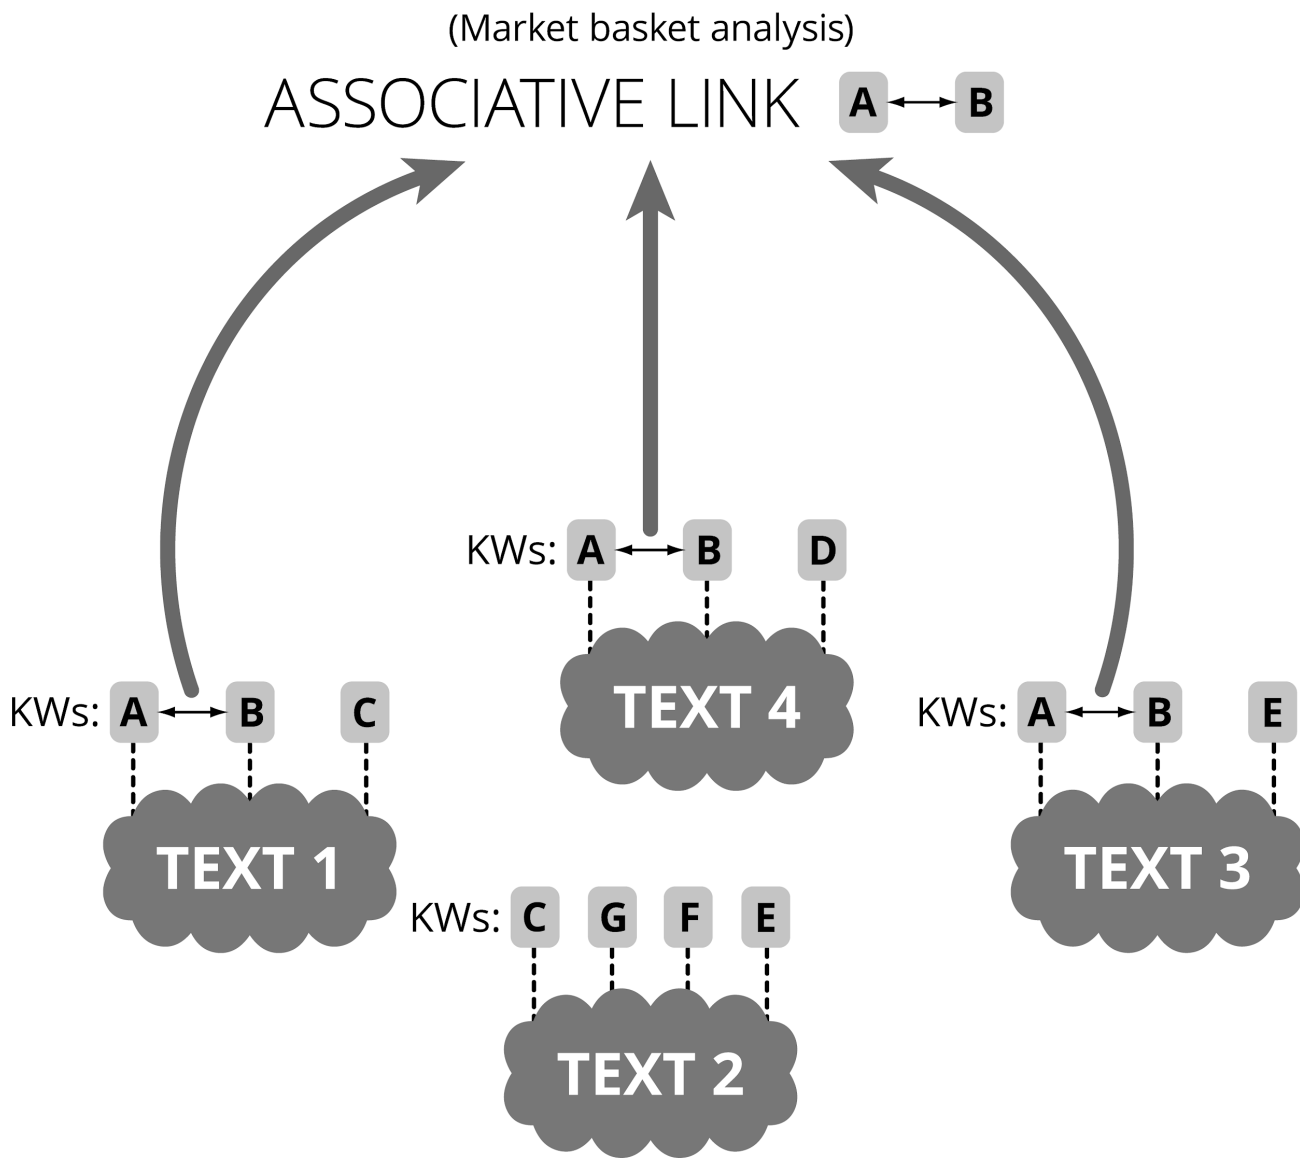 (Market basket analysis)
ASSOCIATIVE LINK A B
KWs: A B D
TEXT 4
KWs: A B C
TEXT 1
KWs: A B E
TEXT 3
KWs: C G F E
TEXT 2